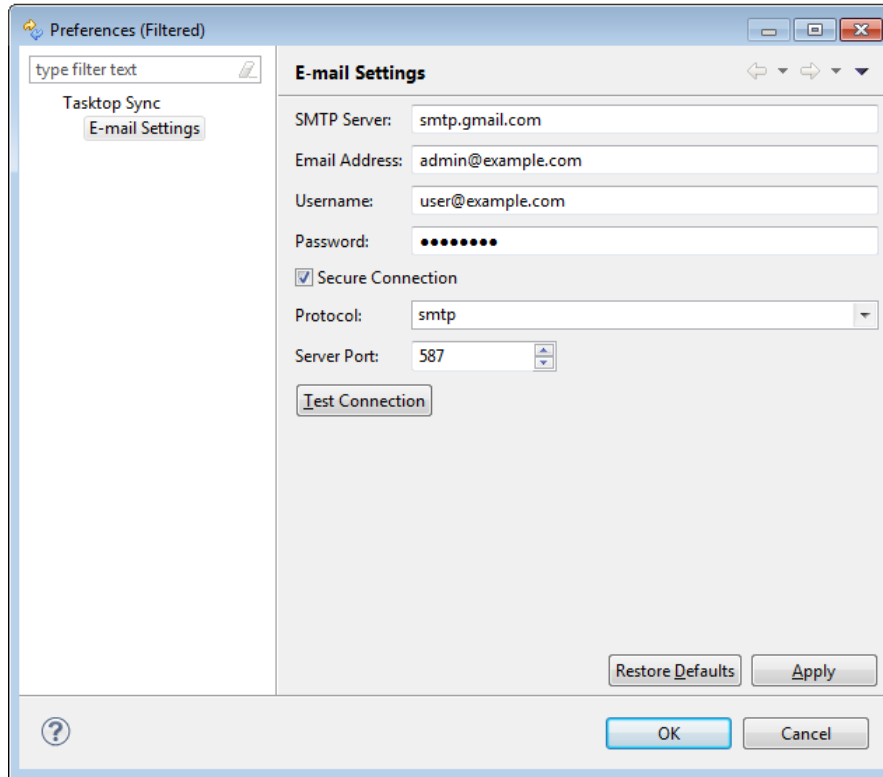 Preferences (Filtered)
type filter text
Tasktop Sync
E-mail Settings
E-mail Settings
SMTP Server: smtp.gmail.com
Email Address: admin@example.com
Username: user@example.com
Password: ●●●●●●●●
Secure Connection
Protocol: smtp
Server Port: 587
Test Connection
Restore Defaults Apply
OK Cancel